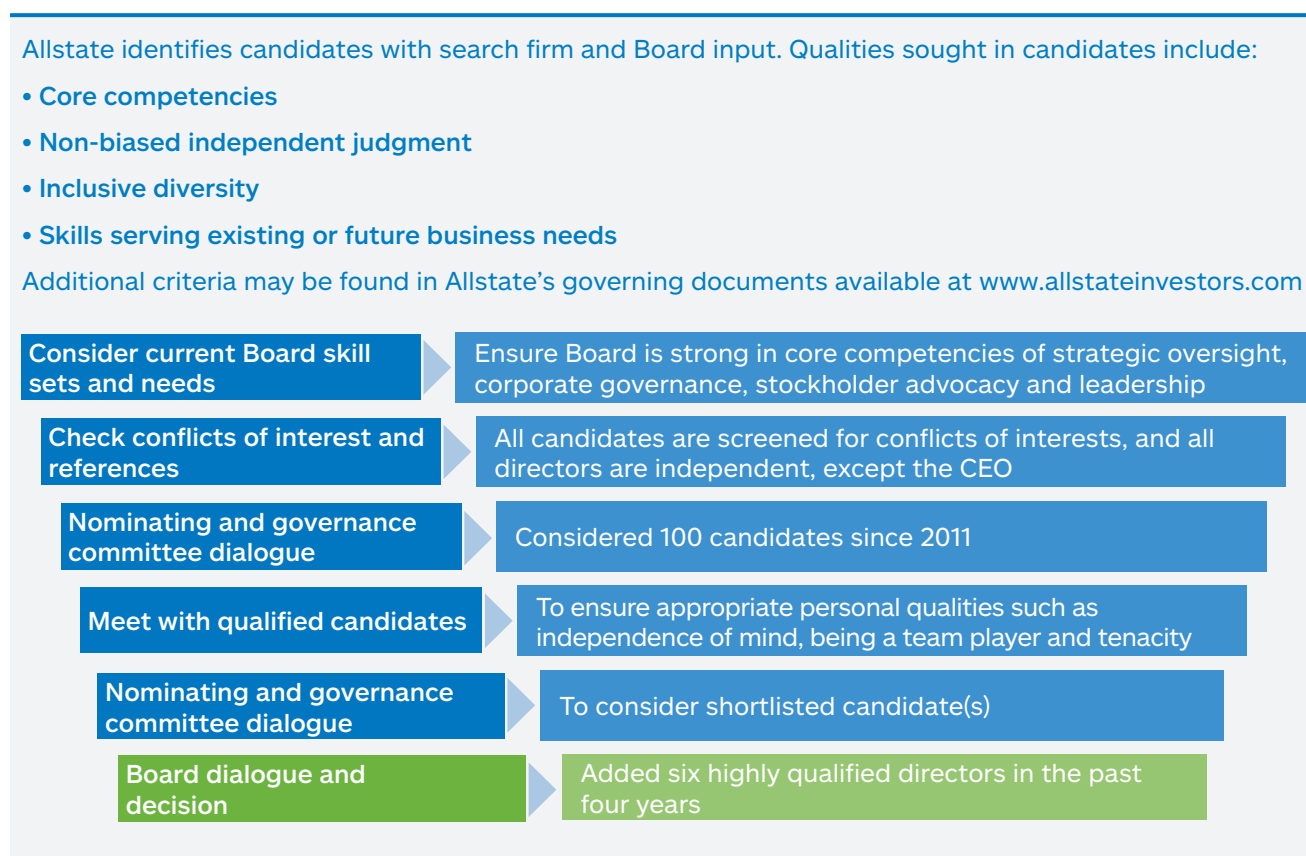 Allstate identifies candidates with search firm and Board input. Qualities sought in candidates include:
• Core competencies
• Non-biased independent judgment
• Inclusive diversity
• Skills serving existing or future business needs
Additional criteria may be found in Allstate’s governing documents available at www.allstateinvestors.com
Consider current Board skill
sets and needs
Ensure Board is strong in core competencies of strategic oversight,
corporate governance, stockholder advocacy and leadership
Check conflicts of interest and
references
All candidates are screened for conflicts of interests, and all
directors are independent, except the CEO
Nominating and governance
committee dialogue
Considered 100 candidates since 2011
Meet with qualified candidates
To ensure appropriate personal qualities such as
independence of mind, being a team player and tenacity
Nominating and governance
committee dialogue
To consider shortlisted candidate(s)
Board dialogue and
decision
Added six highly qualified directors in the past
four years